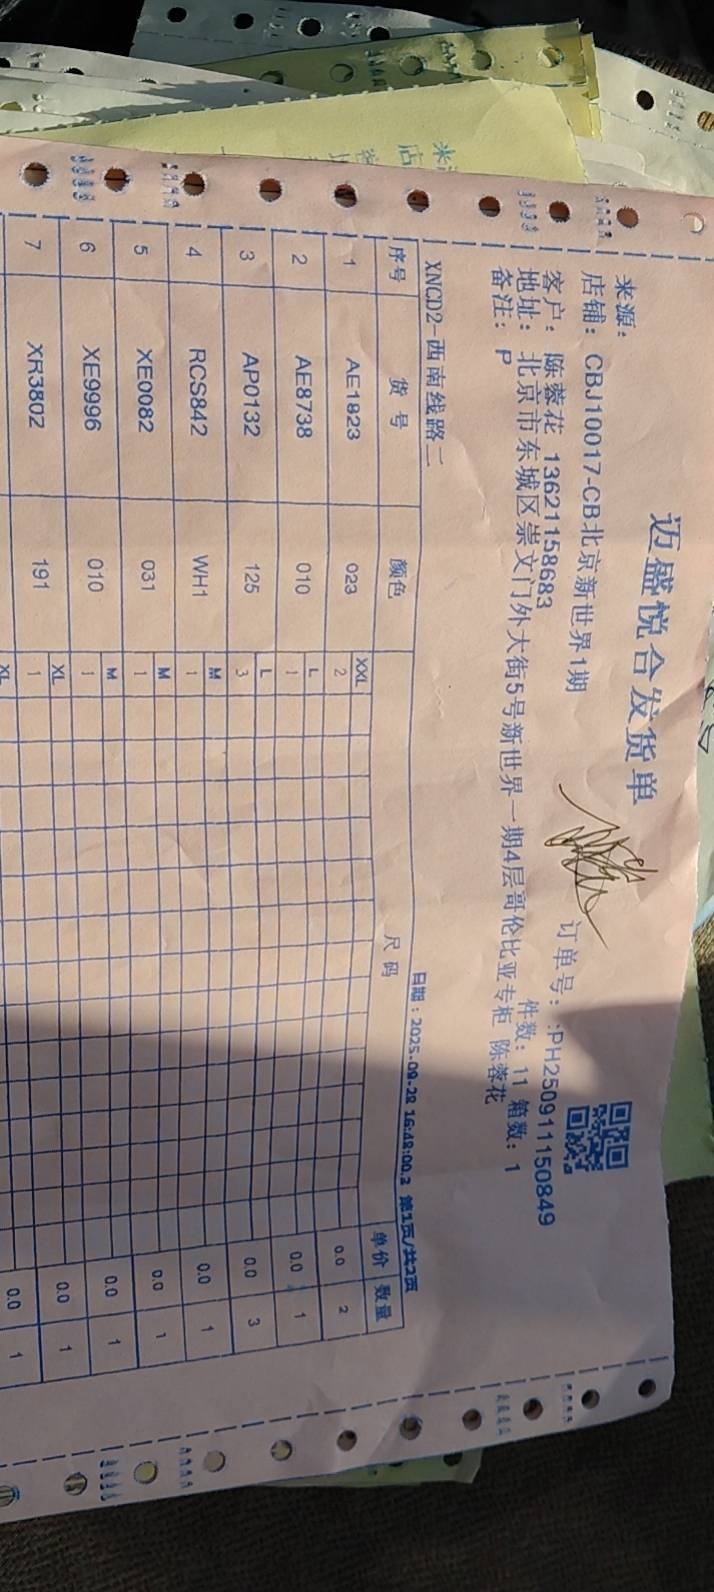 迈盛悦合发货单
来源：
店铺：CBJ10017-CB北京新世界1期
订单号：:PH250911150849
客户：陈蓉花 13621158683
件数：11 箱数：1
地址：北京市东城区崇文门外大街5号新世界一期4层哥伦比亚专柜 陈蓉花
备注：P
XNCD2-西南线路二
日期：2025-09-28 16:48:00.2 第1页/共2页
序号 货号 颜色 尺码 单价 数量
XXL
1 AE1823 023 2 0.0 2
L
2 AE8738 010 1 0.0 1
L
3 AP0132 125 3 0.0 3
M
4 RCS842 WH1 1 0.0 1
M
5 XE0082 031 1 0.0 1
M
6 XE9996 010 1 0.0 1
XL
7 XR3802 191 1 0.0 1
XL